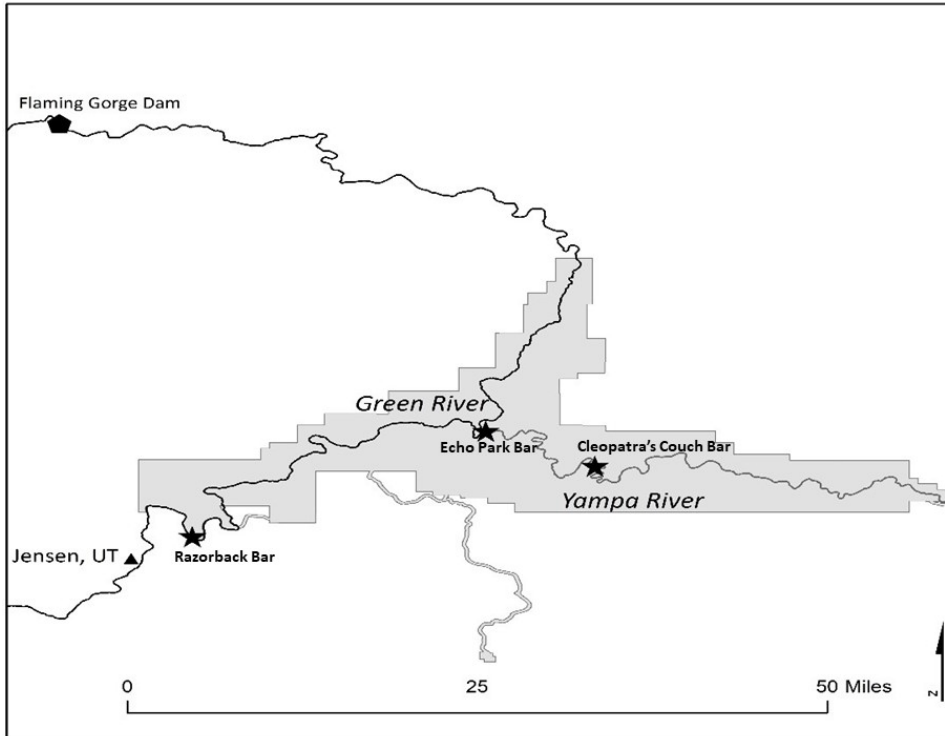 Flaming Gorge Dam
Green River
Echo Park Bar
Cleopatra's Couch Bar
Yampa River
Jensen, UT
Razorback Bar
0
25
50 Miles
N